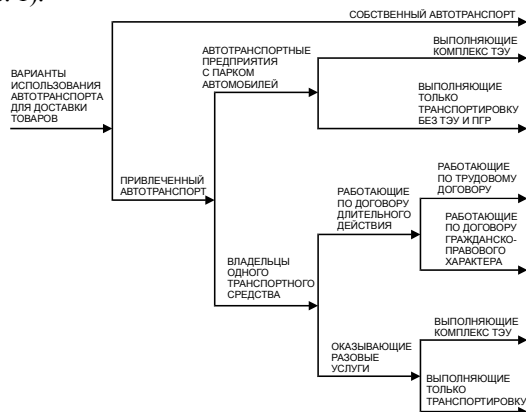 СОБСТВЕННЫЙ АВТОТРАНСПОРТ
ВАРИАНТЫ
ИСПОЛЬЗОВАНИЯ
АВТОТРАНСПОРТА
ДЛЯ ДОСТАВКИ
ТОВАРОВ
АВТОТРАНСПОРТНЫЕ
ПРЕДПРИЯТИЯ
С ПАРКОМ
АВТОМОБИЛЕЙ
ВЫПОЛНЯЮЩИЕ
КОМПЛЕКС ТЭУ
ВЫПОЛНЯЮЩИЕ
ТОЛЬКО
ТРАНСПОРТИРОВКУ
БЕЗ ТЭУ И ПГР
ПРИВЛЕЧЕННЫЙ
АВТОТРАНСПОРТ
РАБОТАЮЩИЕ
ПО ДОГОВОРУ
ДЛИТЕЛЬНОГО
ДЕЙСТВИЯ
РАБОТАЮЩИЕ
ПО ТРУДОВОМУ
ДОГОВОРУ
РАБОТАЮЩИЕ
ПО ДОГОВОРУ
ГРАЖДАНСКО-
ПРАВОВОГО
ХАРАКТЕРА
ВЛАДЕЛЬЦЫ
ОДНОГО
ТРАНСПОРТНОГО
СРЕДСТВА
ОКАЗЫВАЮЩИЕ
РАЗОВЫЕ
УСЛУГИ
ВЫПОЛНЯЮЩИЕ
КОМПЛЕКС ТЭУ
ВЫПОЛНЯЮЩИЕ
ТОЛЬКО
ТРАНСПОРТИРОВКУ